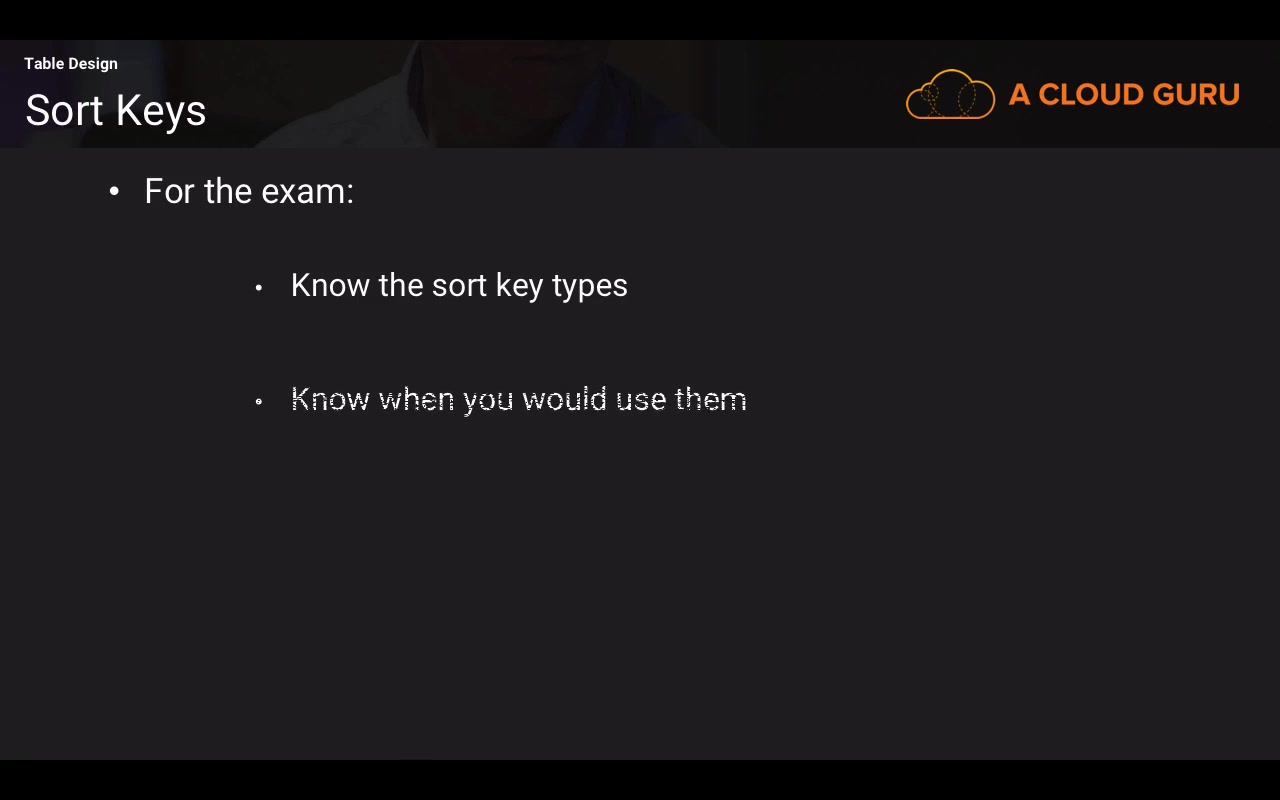 Table Design
Sort Keys
A CLOUD GURU
• For the exam:
• Know the sort key types
• Know when you would use them